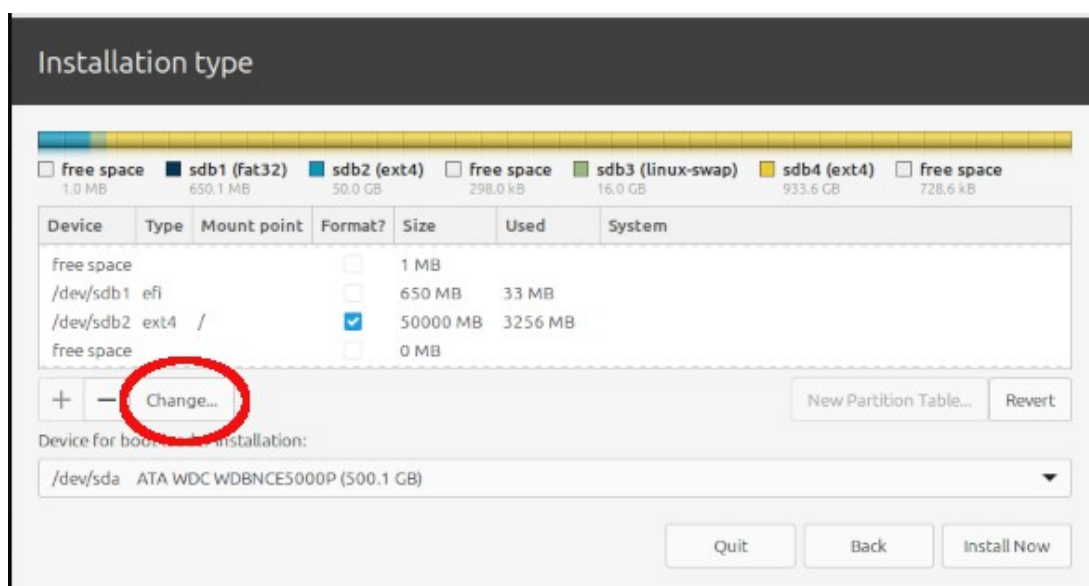 Installation type
free space sdb1 (fat32) sdb2 (ext4) free space sdb3 (linux-swap) sdb4 (ext4) free space
1.0 MB 650.1 MB 50.0 GB 298.0 kB 16.0 GB 933.6 GB 728.6 kB
Device Type Mount point Format? Size Used System
free space 1 MB
/dev/sdb1 efi 650 MB 33 MB
/dev/sdb2 ext4 / 50000 MB 3256 MB
free space 0 MB
+ − Change... New Partition Table... Revert
Device for boot loader installation:
/dev/sda ATA WDC WDBNCE5000P (500.1 GB)
Quit Back Install Now